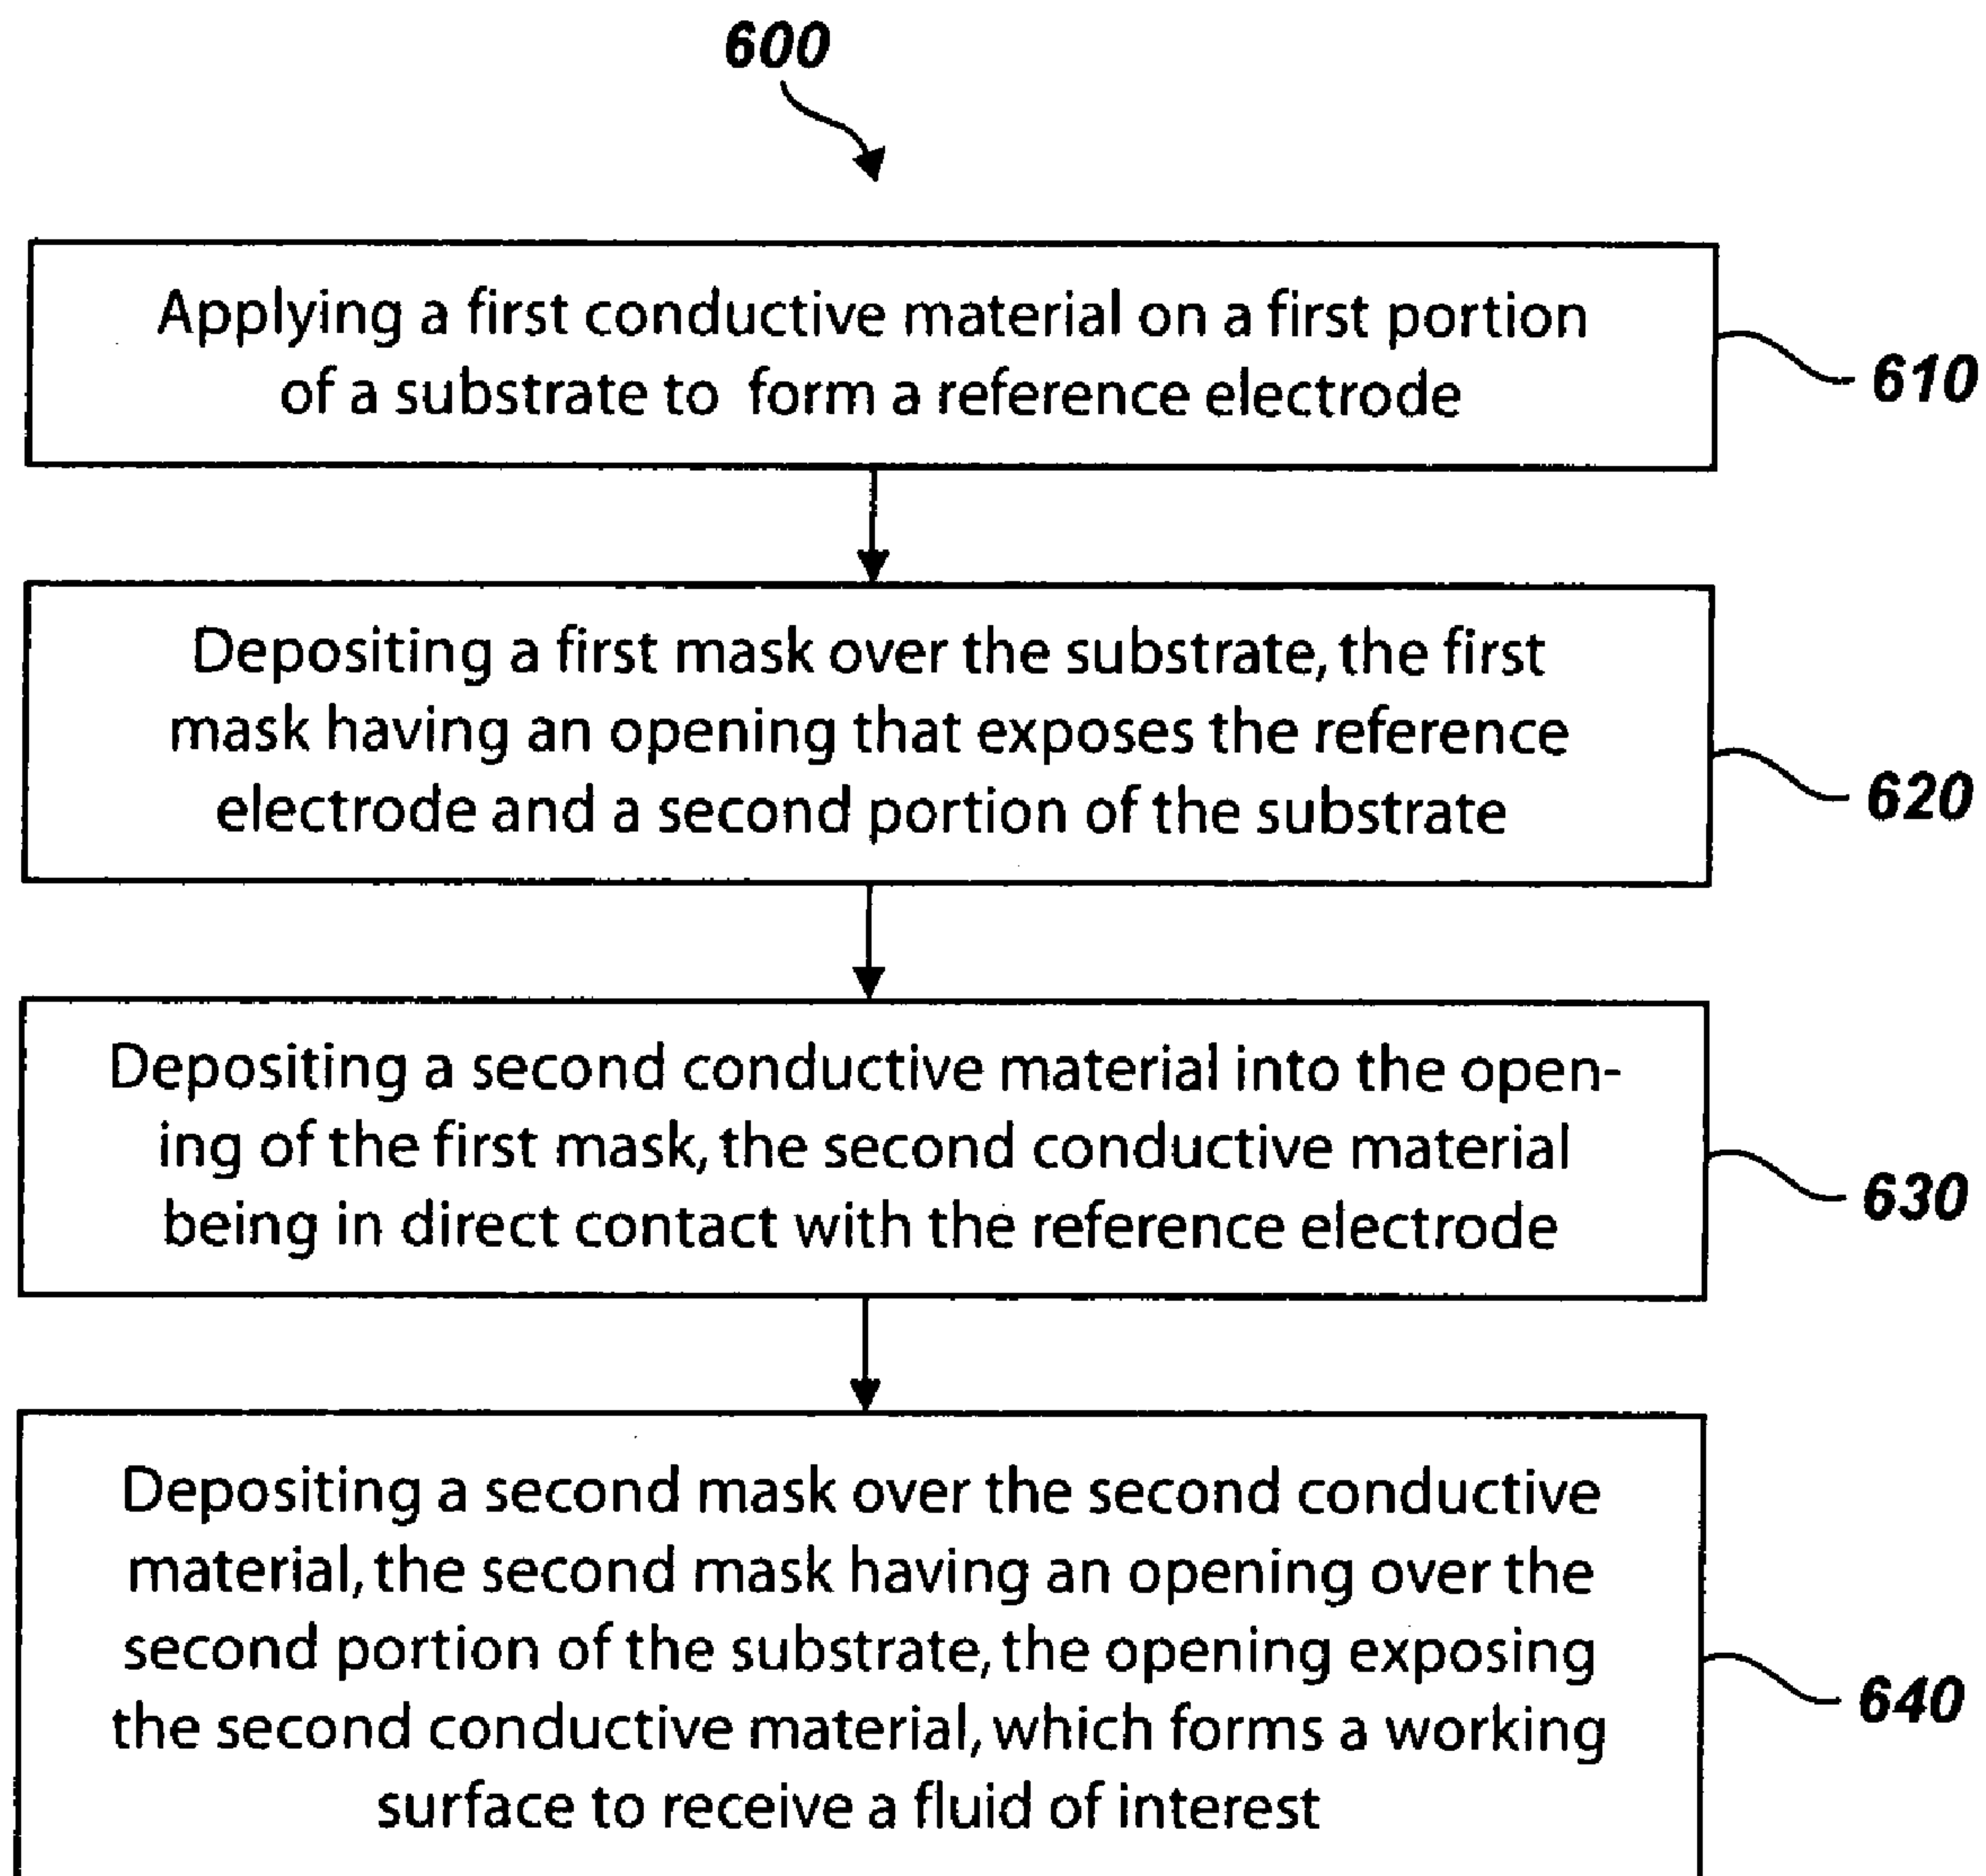 600
Applying a first conductive material on a first portion
of a substrate to form a reference electrode
610
Depositing a first mask over the substrate, the first
mask having an opening that exposes the reference
electrode and a second portion of the substrate
620
Depositing a second conductive material into the open-
ing of the first mask, the second conductive material
being in direct contact with the reference electrode
630
Depositing a second mask over the second conductive
material, the second mask having an opening over the
second portion of the substrate, the opening exposing
the second conductive material, which forms a working
surface to receive a fluid of interest
640